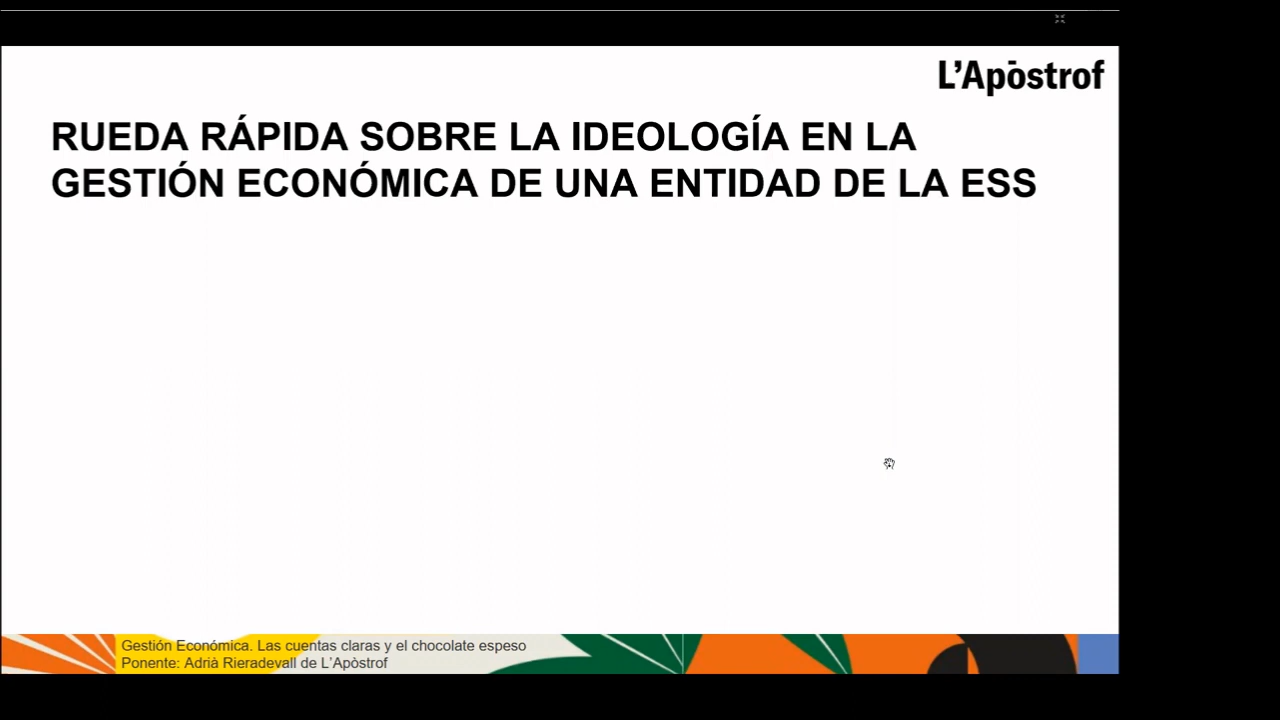 L'Apòstrof
RUEDA RÁPIDA SOBRE LA IDEOLOGÍA EN LA
GESTIÓN ECONÓMICA DE UNA ENTIDAD DE LA ESS
Gestión Económica. Las cuentas claras y el chocolate espeso
Ponente: Adrià Rieradevall de L'Apòstrof